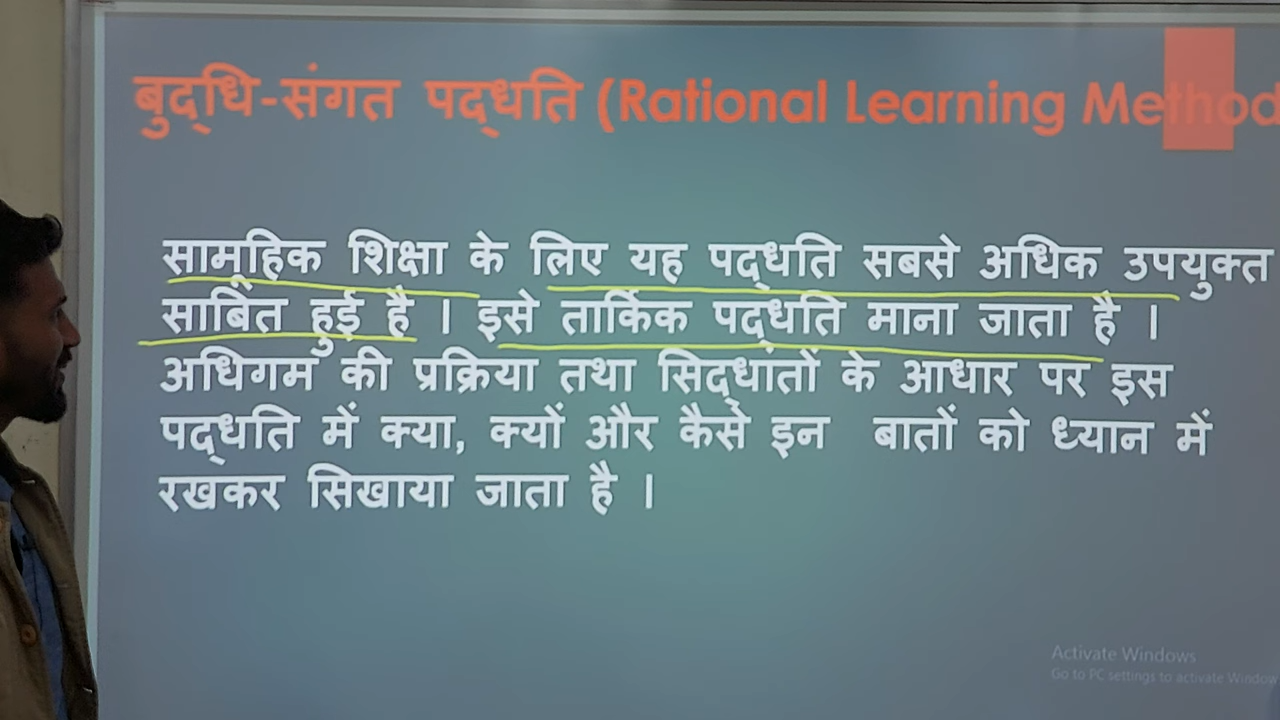 बुद्धि-संगत पद्धति (Rational Learning Method
सामूहिक शिक्षा के लिए यह पद्धति सबसे अधिक उपयुक्त
साबित हुई है । इसे तार्किक पद्धति माना जाता है ।
अधिगम की प्रक्रिया तथा सिद्धांतों के आधार पर इस
पद्धति में क्या, क्यों और कैसे इन बातों को ध्यान में
रखकर सिखाया जाता है ।
Activate Windows
Go to PC settings to activate Window